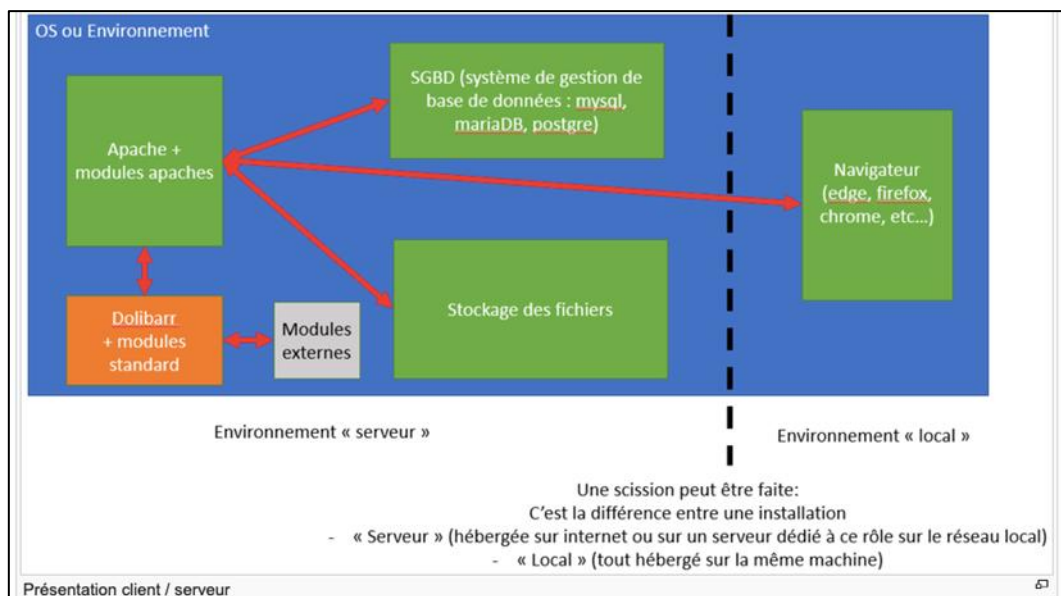 OS ou Environnement
Apache +
modules apaches
SGBD (système de gestion de
base de données : mysql,
mariaDB, postgre)
Navigateur
(edge, firefox,
chrome, etc…)
Stockage des fichiers
Dolibarr
+ modules
standard
Modules
externes
Environnement « serveur »
Environnement « local »
Une scission peut être faite:
C’est la différence entre une installation
- « Serveur » (hébergée sur internet ou sur un serveur dédié à ce rôle sur le réseau local)
- « Local » (tout hébergé sur la même machine)
Présentation client / serveur